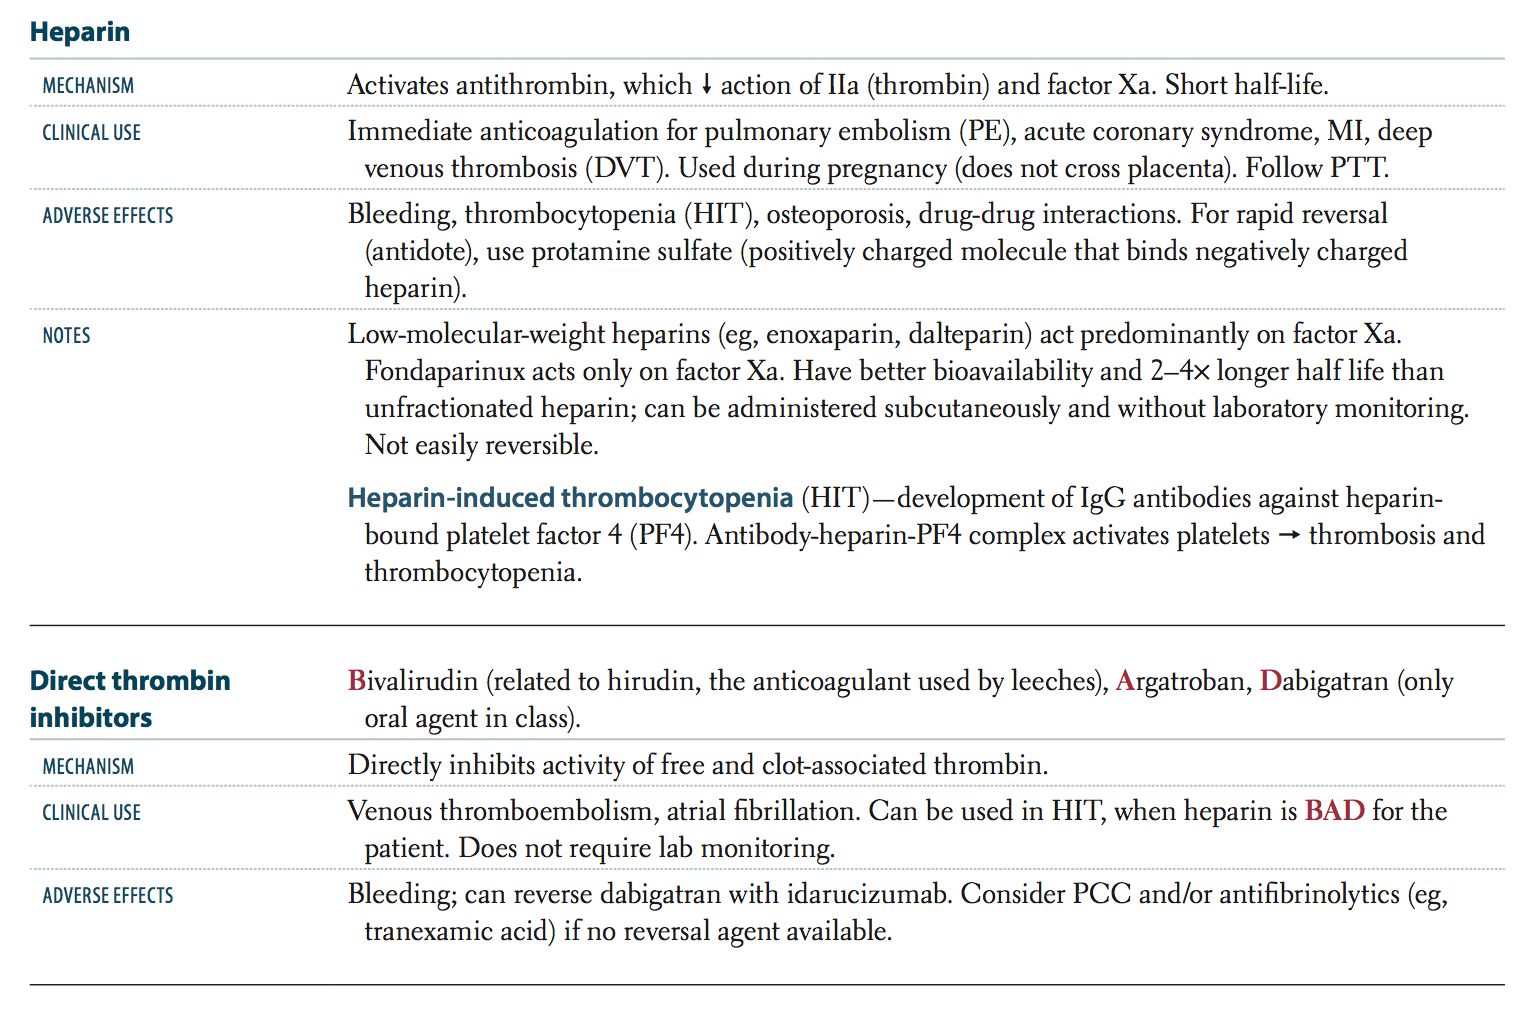 Heparin
MECHANISM Activates antithrombin, which ↓ action of IIa (thrombin) and factor Xa. Short half-life.
CLINICAL USE Immediate anticoagulation for pulmonary embolism (PE), acute coronary syndrome, MI, deep
venous thrombosis (DVT). Used during pregnancy (does not cross placenta). Follow PTT.
ADVERSE EFFECTS Bleeding, thrombocytopenia (HIT), osteoporosis, drug-drug interactions. For rapid reversal
(antidote), use protamine sulfate (positively charged molecule that binds negatively charged
heparin).
NOTES Low-molecular-weight heparins (eg, enoxaparin, dalteparin) act predominantly on factor Xa.
Fondaparinux acts only on factor Xa. Have better bioavailability and 2–4× longer half life than
unfractionated heparin; can be administered subcutaneously and without laboratory monitoring.
Not easily reversible.
Heparin-induced thrombocytopenia (HIT)—development of IgG antibodies against heparin-
bound platelet factor 4 (PF4). Antibody-heparin-PF4 complex activates platelets → thrombosis and
thrombocytopenia.
Direct thrombin
inhibitors
Bivalirudin (related to hirudin, the anticoagulant used by leeches), Argatroban, Dabigatran (only
oral agent in class).
MECHANISM Directly inhibits activity of free and clot-associated thrombin.
CLINICAL USE Venous thromboembolism, atrial fibrillation. Can be used in HIT, when heparin is BAD for the
patient. Does not require lab monitoring.
ADVERSE EFFECTS Bleeding; can reverse dabigatran with idarucizumab. Consider PCC and/or antifibrinolytics (eg,
tranexamic acid) if no reversal agent available.